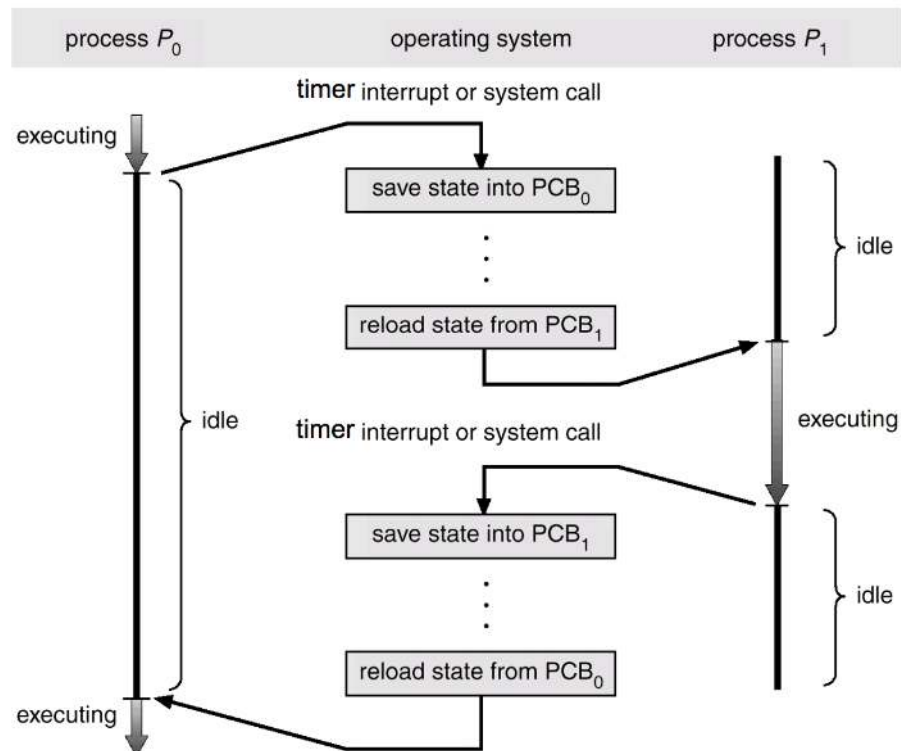 process P0 operating system process P1
timer interrupt or system call
executing
save state into PCB0
idle
reload state from PCB1
idle
timer interrupt or system call
executing
save state into PCB1
idle
reload state from PCB0
executing